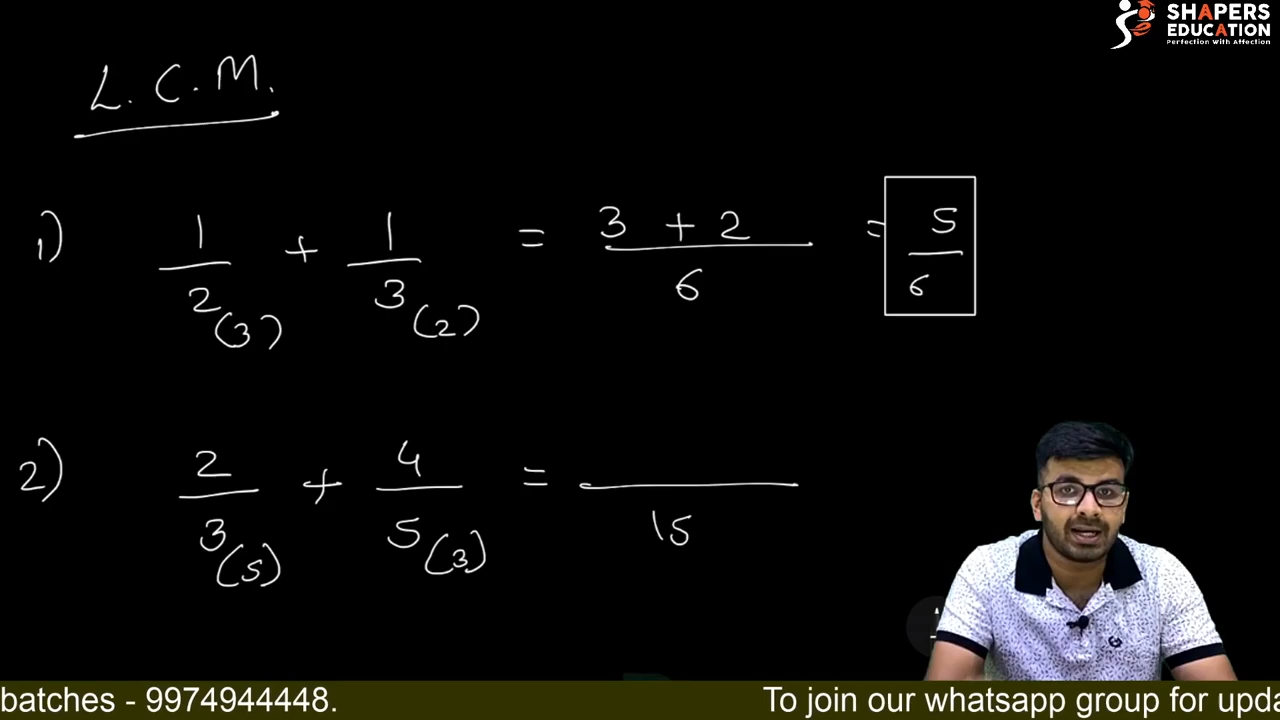 SHAPERS
EDUCATION
Perfection With Affection
L.C.M.
1) 1/2(3) + 1/3(2) = 3 + 2/6 = 5/6
2) 2/3(5) + 4/5(3) = /15
batches - 9974944448. To join our whatsapp group for upda